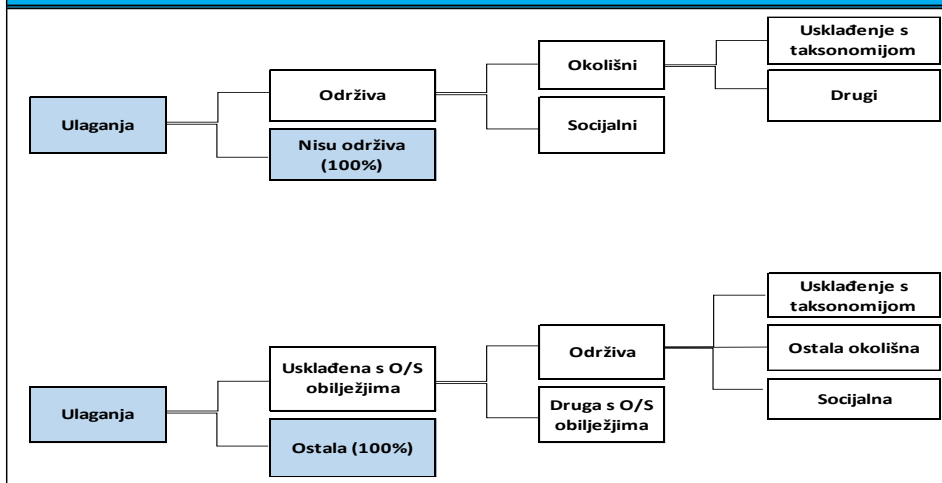 Usklađenje s
taksonomijom
Okolišni
Održiva
Drugi
Ulaganja
Socijalni
Nisu održiva
(100%)
Usklađenje s
taksonomijom
Održiva
Ostala okolišna
Usklađena s O/S
obilježjima
Socijalna
Ulaganja
Druga s O/S
obilježjima
Ostala (100%)